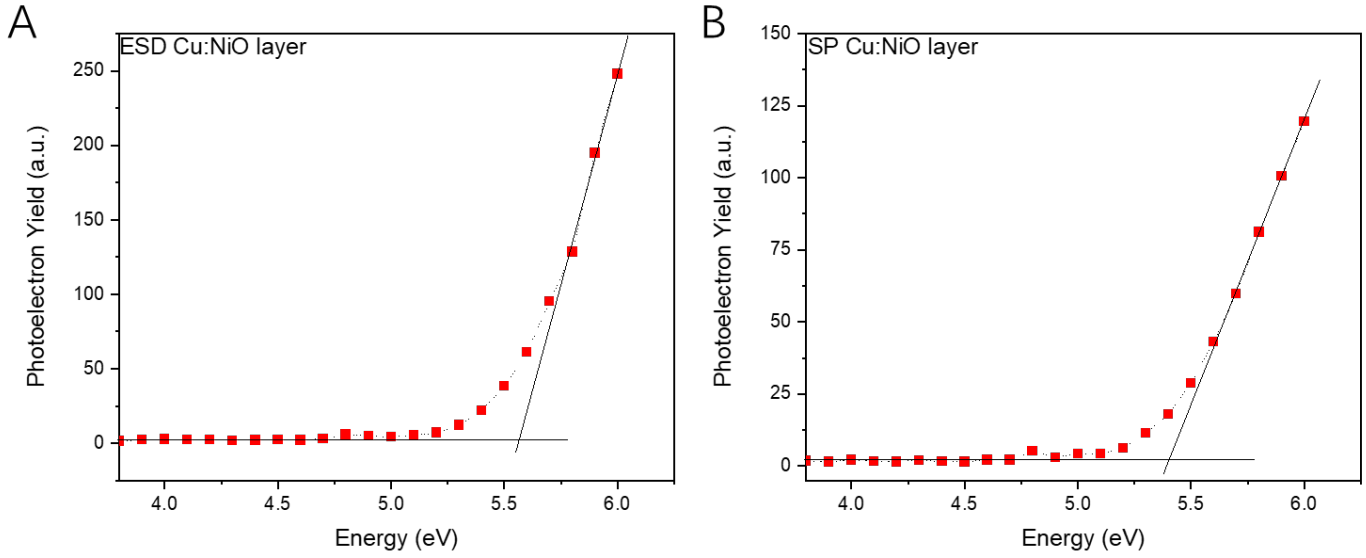 A
ESD Cu:NiO layer
250
200
150
100
50
0
Photoelectron Yield (a.u.)
4.0 4.5 5.0 5.5 6.0
Energy (eV)
B
SP Cu:NiO layer
150
125
100
75
50
25
0
Photoelectron Yield (a.u.)
4.0 4.5 5.0 5.5 6.0
Energy (eV)